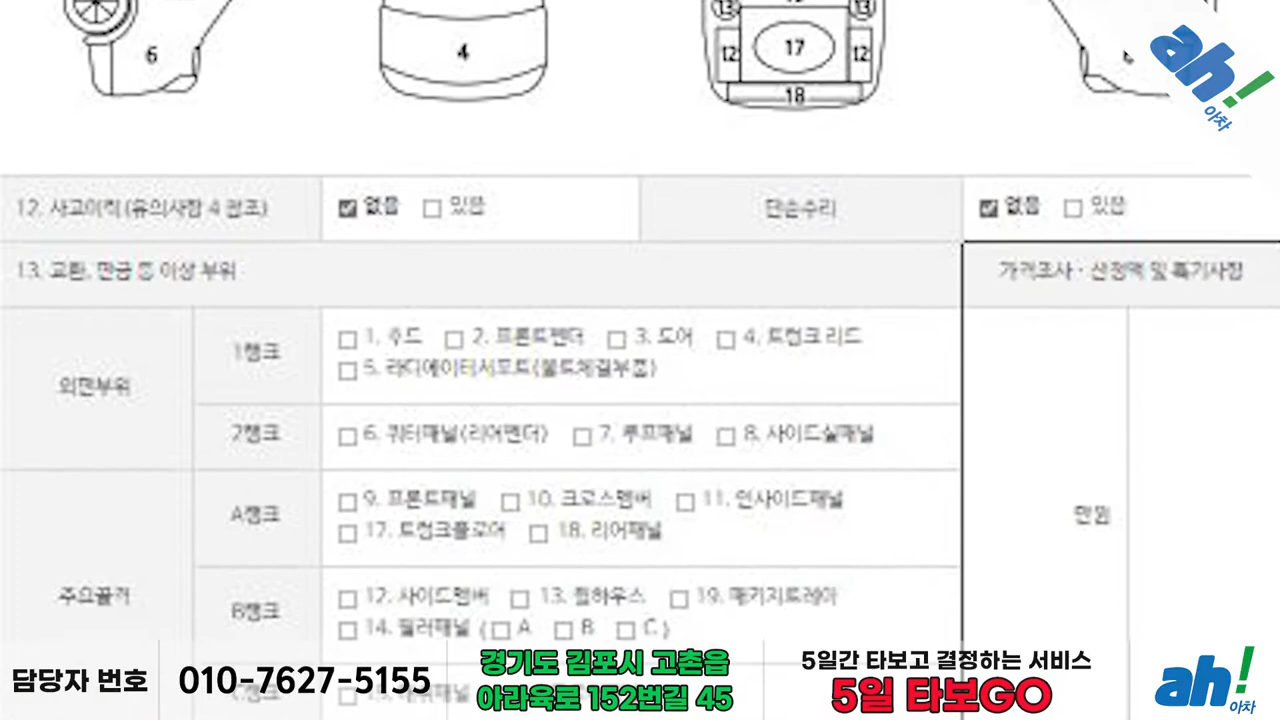 13
13
6
4
12
17
12
18
ah!
아차
12. 사고이력 (유의사항 4 참조)
없음 있음
단순수리
없음 있음
13. 교환, 판금 등 이상 부위
가격조사 · 산정액 및 특기사항
외판부위
1랭크
1. 후드 2. 프론트펜더 3. 도어 4. 트렁크 리드
5. 라디에이터서포트(볼트체결부품)
2랭크
6. 쿼터패널(리어펜더) 7. 루프패널 8. 사이드실패널
주요골격
A랭크
9. 프론트패널 10. 크로스멤버 11. 인사이드패널
17. 트렁크플로어 18. 리어패널
B랭크
12. 사이드멤버 13. 휠하우스 19. 패키지트레이
14. 필러패널 ( A B C )
만원
담당자 번호
010-7627-5155
경기도 김포시 고촌읍
아라육로 152번길 45
5일간 타보고 결정하는 서비스
5일 타보GO
ah!
아차